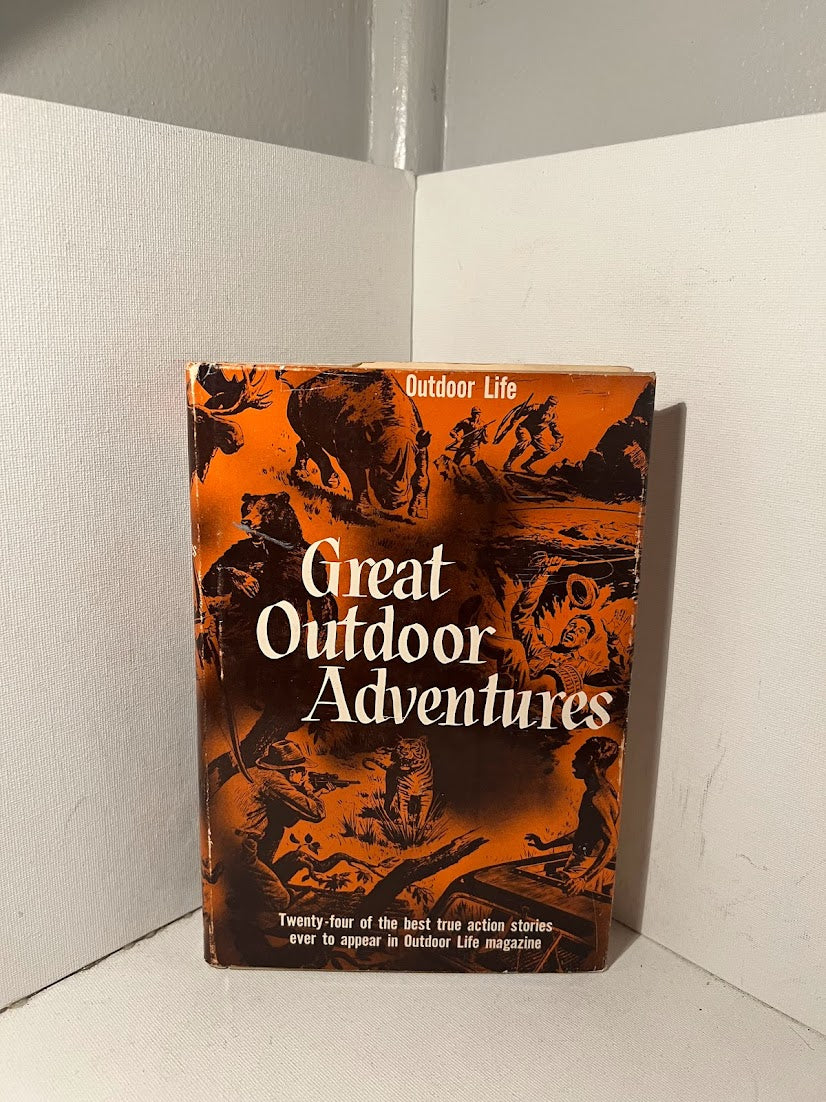 Outdoor Life
Great
Outdoor
Adventures
Twenty-four of the best true action stories
ever to appear in Outdoor Life magazine